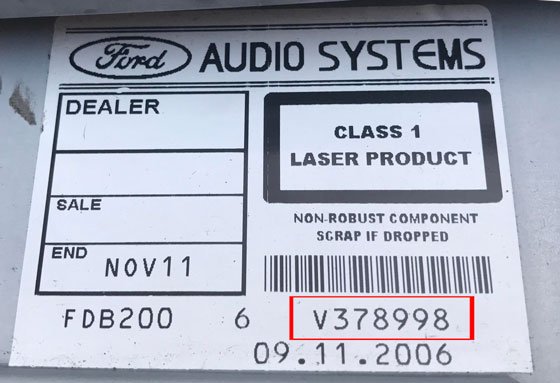 Ford AUDIO SYSTEMS
DEALER
CLASS 1
LASER PRODUCT
SALE
NON-ROBUST COMPONENT
SCRAP IF DROPPED
END NOV11
FDB200 6 V378998
09.11.2006